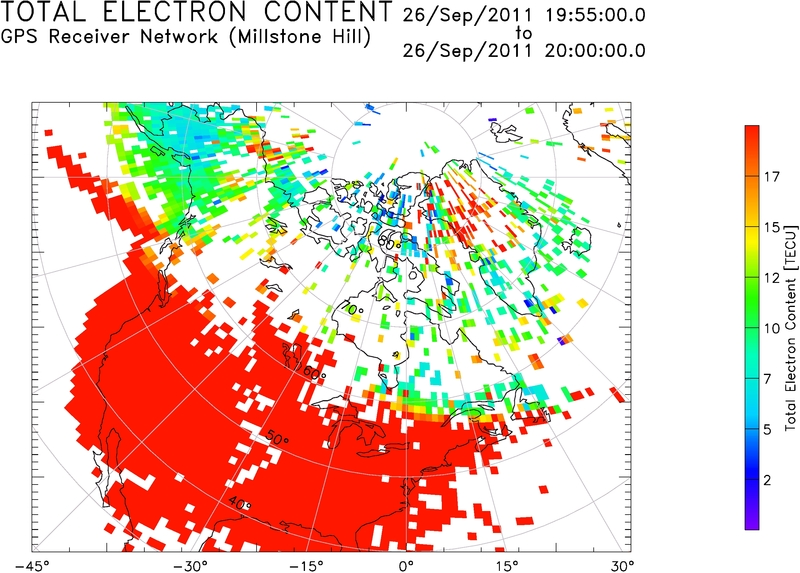 TOTAL ELECTRON CONTENT 26/Sep/2011 19:55:00.0
GPS Receiver Network (Millstone Hill) to
26/Sep/2011 20:00:00.0
17
15
12
10
7
5
2
Total Electron Content [TECU]
60°
50°
40°
-45° -30° -15° 0° 15° 30°